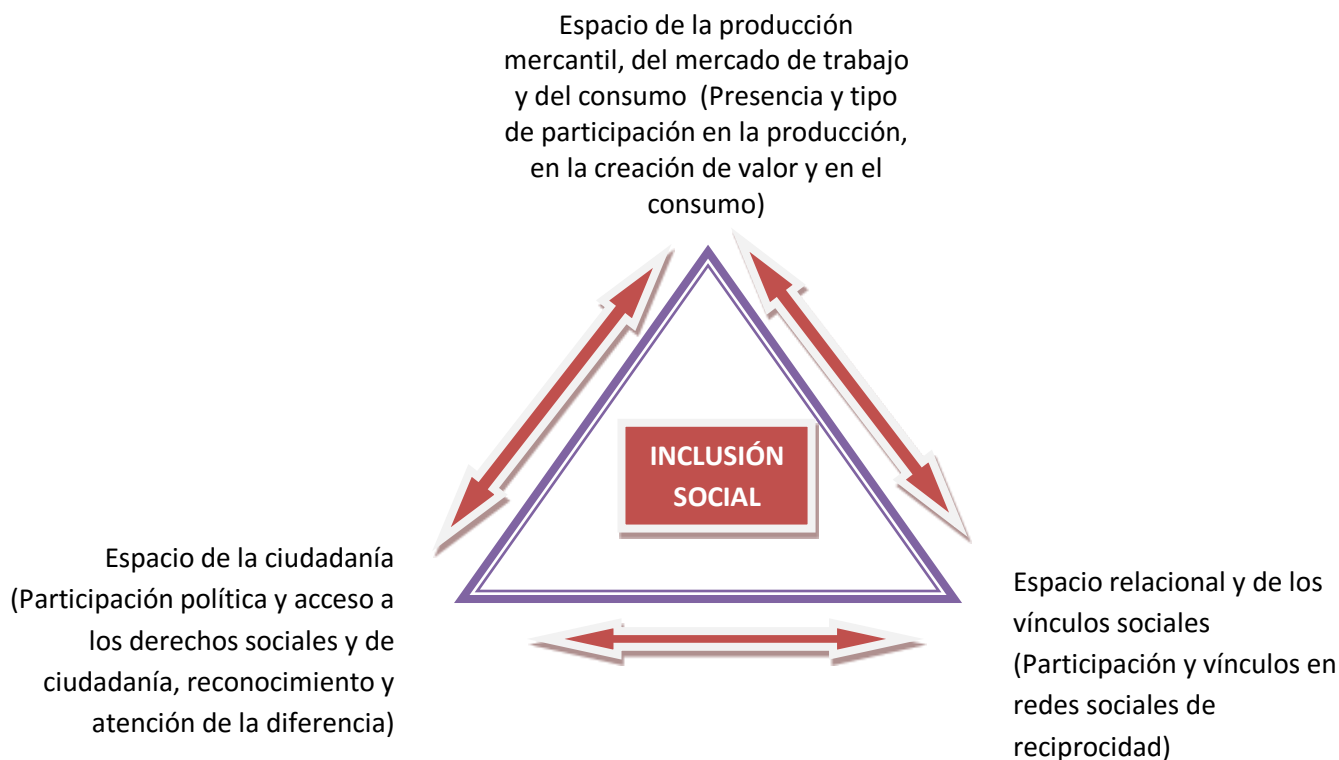 Espacio de la producción
mercantil, del mercado de trabajo
y del consumo (Presencia y tipo
de participación en la producción,
en la creación de valor y en el
consumo)
INCLUSIÓN
SOCIAL
Espacio de la ciudadanía
(Participación política y acceso a
los derechos sociales y de
ciudadanía, reconocimiento y
atención de la diferencia)
Espacio relacional y de los
vínculos sociales
(Participación y vínculos en
redes sociales de
reciprocidad)